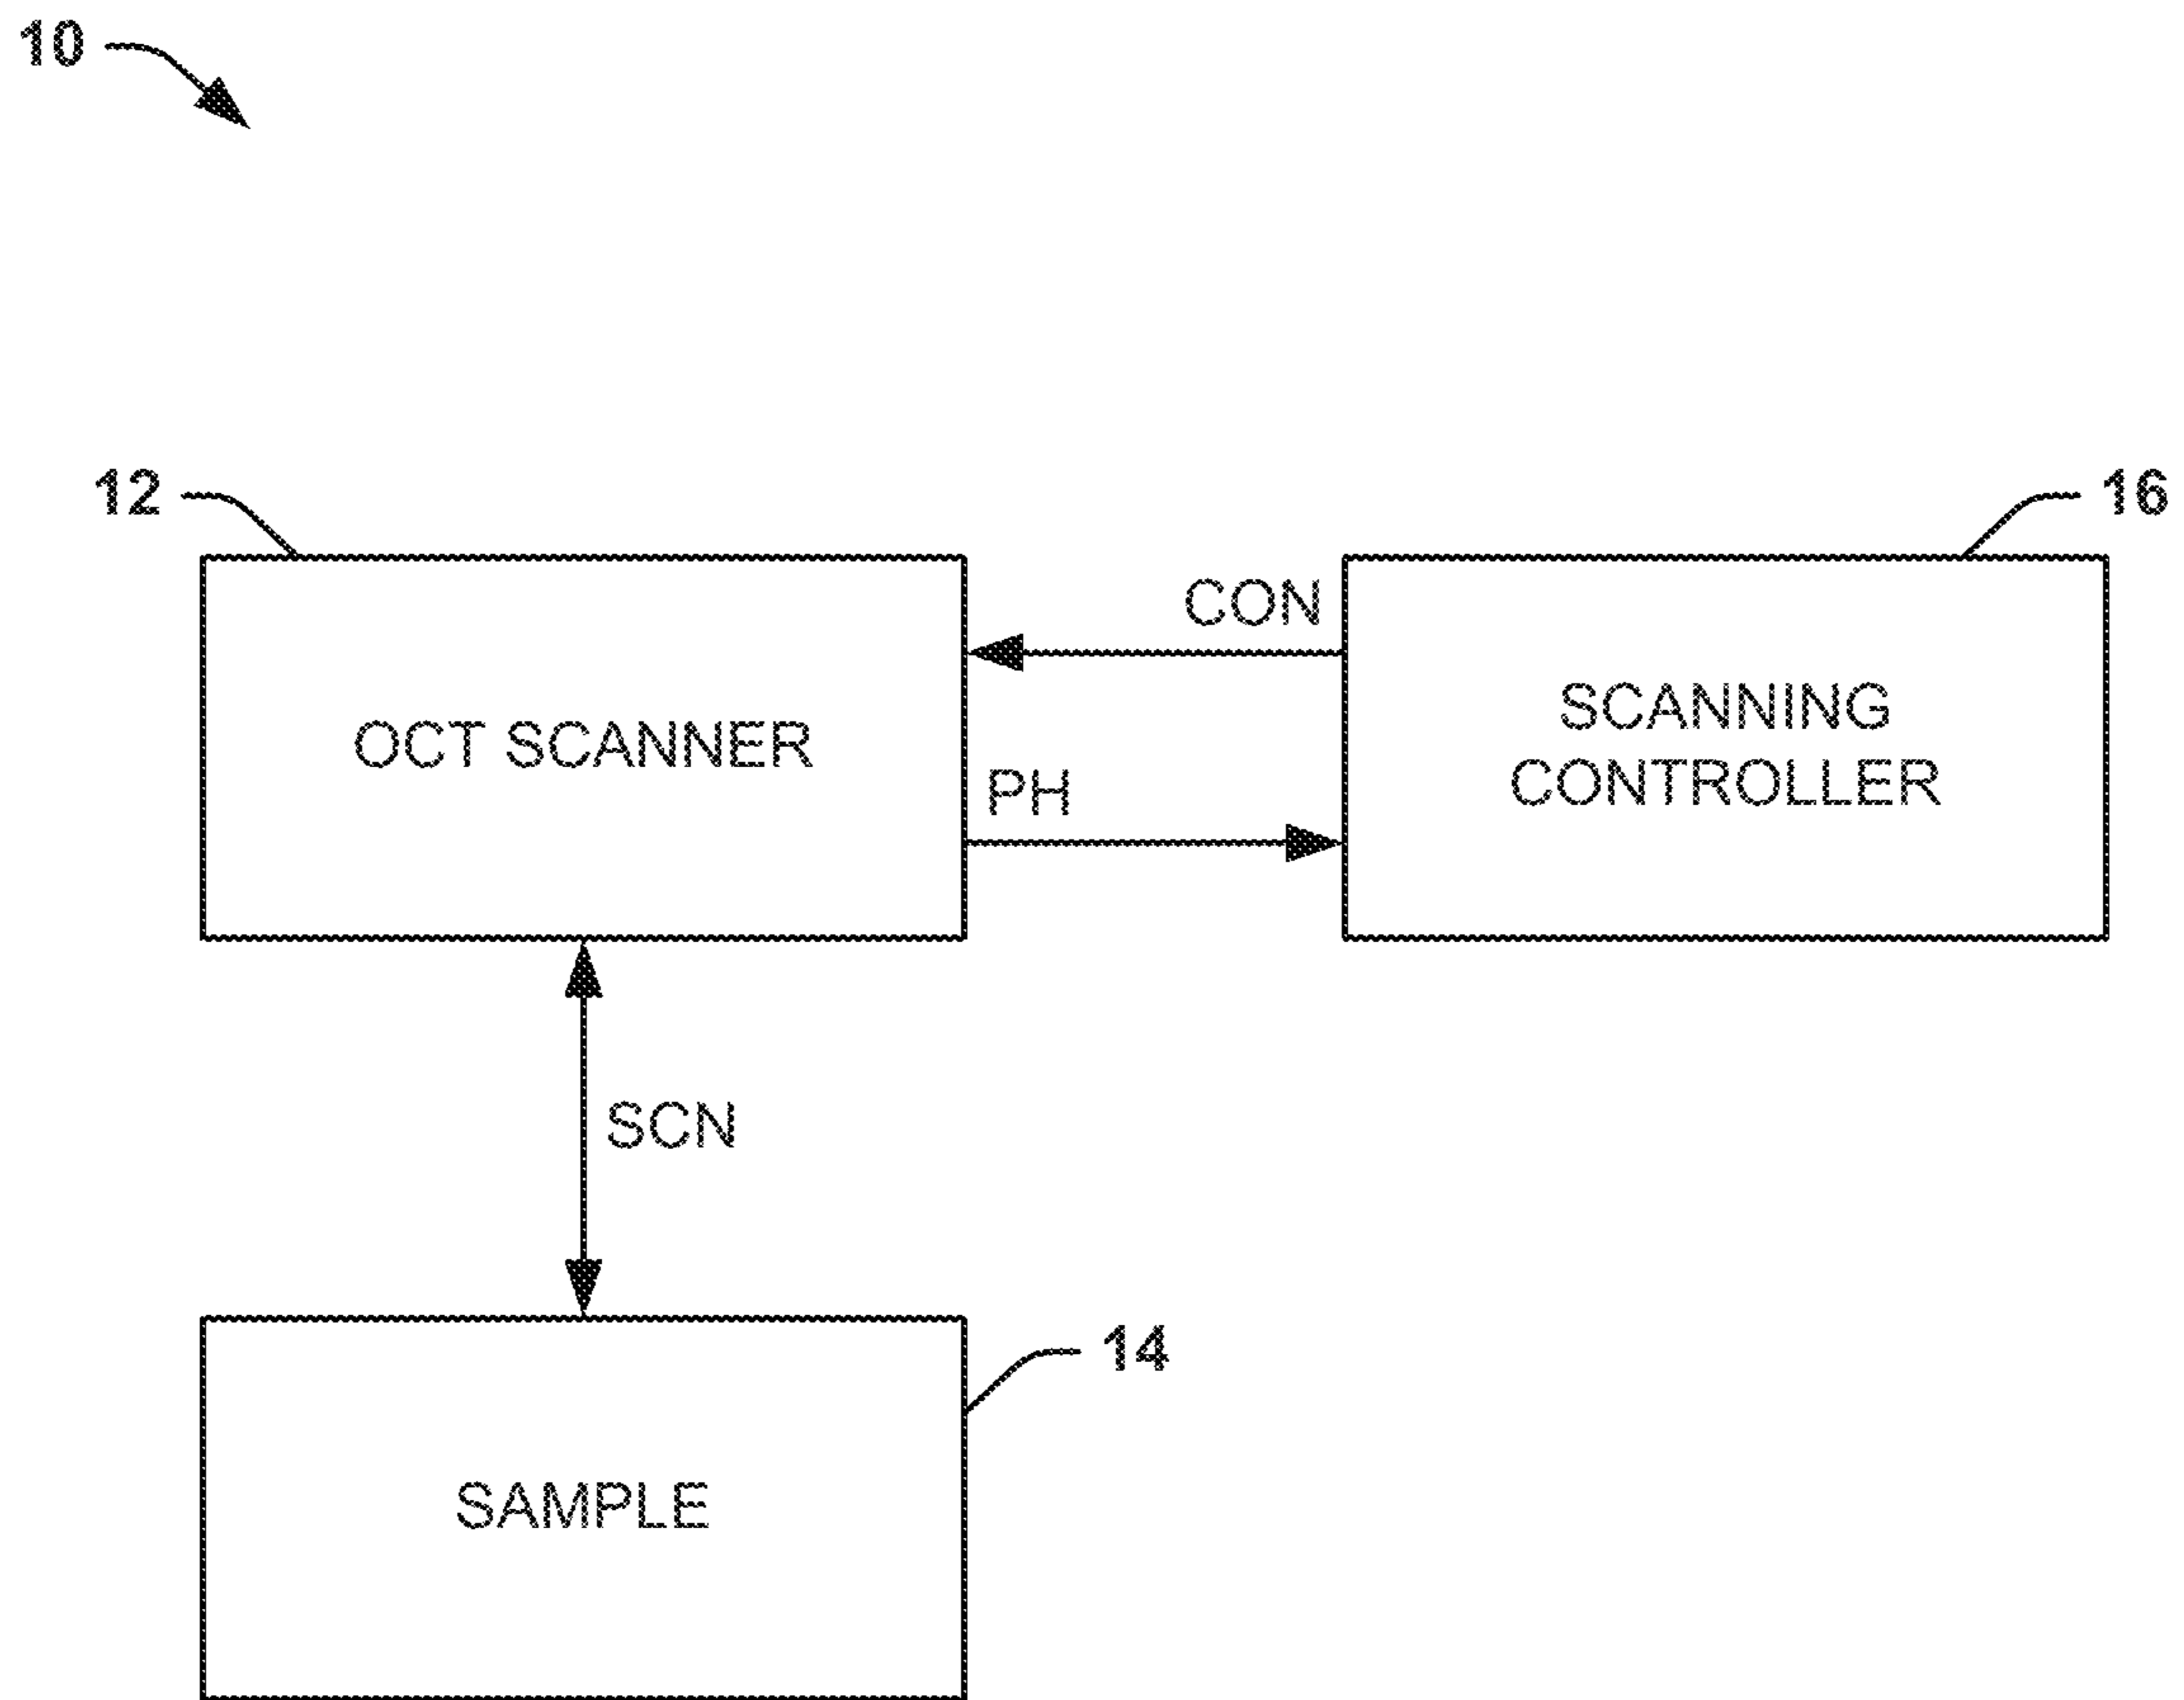 10
12
16
CON
OCT SCANNER
SCANNING
CONTROLLER
PH
SCN
14
SAMPLE